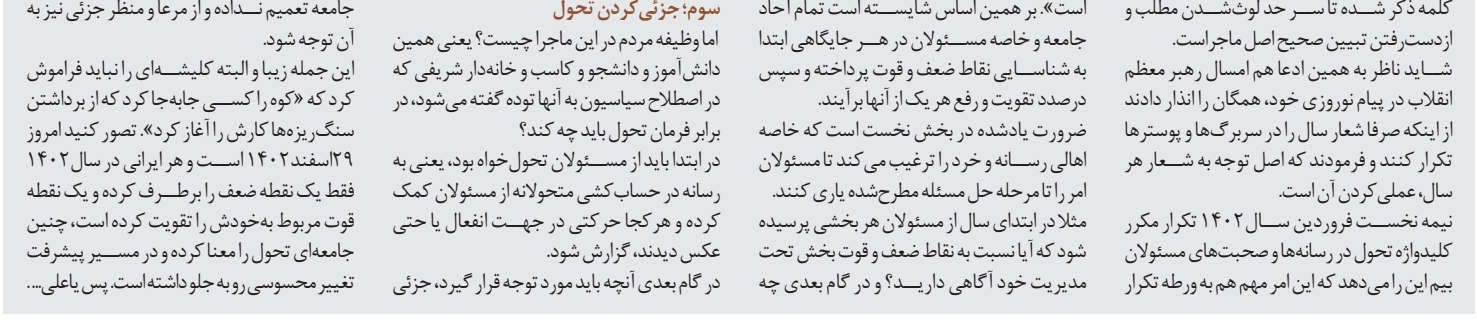 کلمه ذکر شده تا سر حد لوث‌شدن مطلب و
ازدست‌رفتن تبیین صحیح اصل ماجراست.
شاید ناظر به همین ادعا هم امسال رهبر معظم
انقلاب در پیام نوروزی خود، همگان را انذار دادند
از اینکه صرفا شعار سال را در سربرگ‌ها و پوسترها
تکرار کنند و فرمودند که اصل توجه به شعار هر
سال، عملی کردن آن است.
نیمه نخست فروردین سال ۱۴۰۲ تکرار مکرر
کلیدواژه تحول در رسانه‌ها و صحبت‌های مسئولان
بیم این را می‌دهد که این امر مهم هم به ورطه تکرار
است». بر همین اساس شایسته است تمام آحاد
جامعه و خاصه مسئولان در هر جایگاهی ابتدا
به شناسایی نقاط ضعف و قوت پرداخته و سپس
درصدد تقویت و رفع هر یک از آنها برآیند.
ضرورت یادشده در بخش نخست است که خاصه
اهالی رسانه و خرد را ترغیب می‌کند تا مسئولان
امر را تا مرحله حل مسئله مطرح‌شده یاری کنند.
مثلا در ابتدای سال از مسئولان هر بخشی پرسیده
شود که آیا نسبت به نقاط ضعف و قوت بخش تحت
مدیریت خود آگاهی دارید؟ و در گام بعدی چه
سوم؛ جزئی کردن تحول
اما وظیفه مردم در این ماجرا چیست؟ یعنی همین
دانش‌آموز و دانشجو و کاسب و خانه‌دار شریفی که
در اصطلاح سیاسیون به آنها توده گفته می‌شود، در
برابر فرمان تحول باید چه کند؟
در ابتدا باید از مسئولان تحول‌خواه بود، یعنی به
رسانه در حساب‌کشی متحولانه از مسئولان کمک
کرده و هر کجا حرکتی در جهت انفعال یا حتی
عکس دیدند، گزارش شود.
در گام بعدی آنچه باید مورد توجه قرار گیرد، جزئی
جامعه تعمیم نداده و از مرعا و منظر جزئی نیز به
آن توجه شود.
این جمله زیبا و البته کلیشه‌ای را نباید فراموش
کرد که «کوه را کسی جابه‌جا کرد که از برداشتن
سنگ‌ریزه‌ها کارش را آغاز کرد». تصور کنید امروز
۲۹اسفند۱۴۰۲ است و هر ایرانی در سال ۱۴۰۲
فقط یک نقطه ضعف را برطرف کرده و یک نقطه
قوت مربوط به‌خودش را تقویت کرده است، چنین
جامعه‌ای تحول را معنا کرده و در مسیر پیشرفت
تغییر محسوسی رو به جلو داشته است. پس یاعلی...